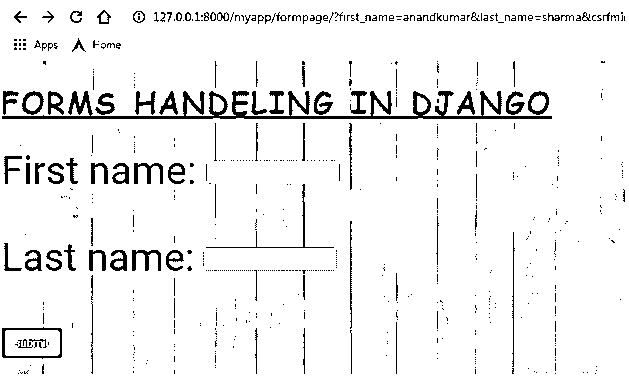 127.0.0.1:8000/myapp/formpage/?first_name=anandkumar&last_name=sharma&csrfmi
Apps Home
FORMS HANDELING IN DJANGO
First name:
Last name: